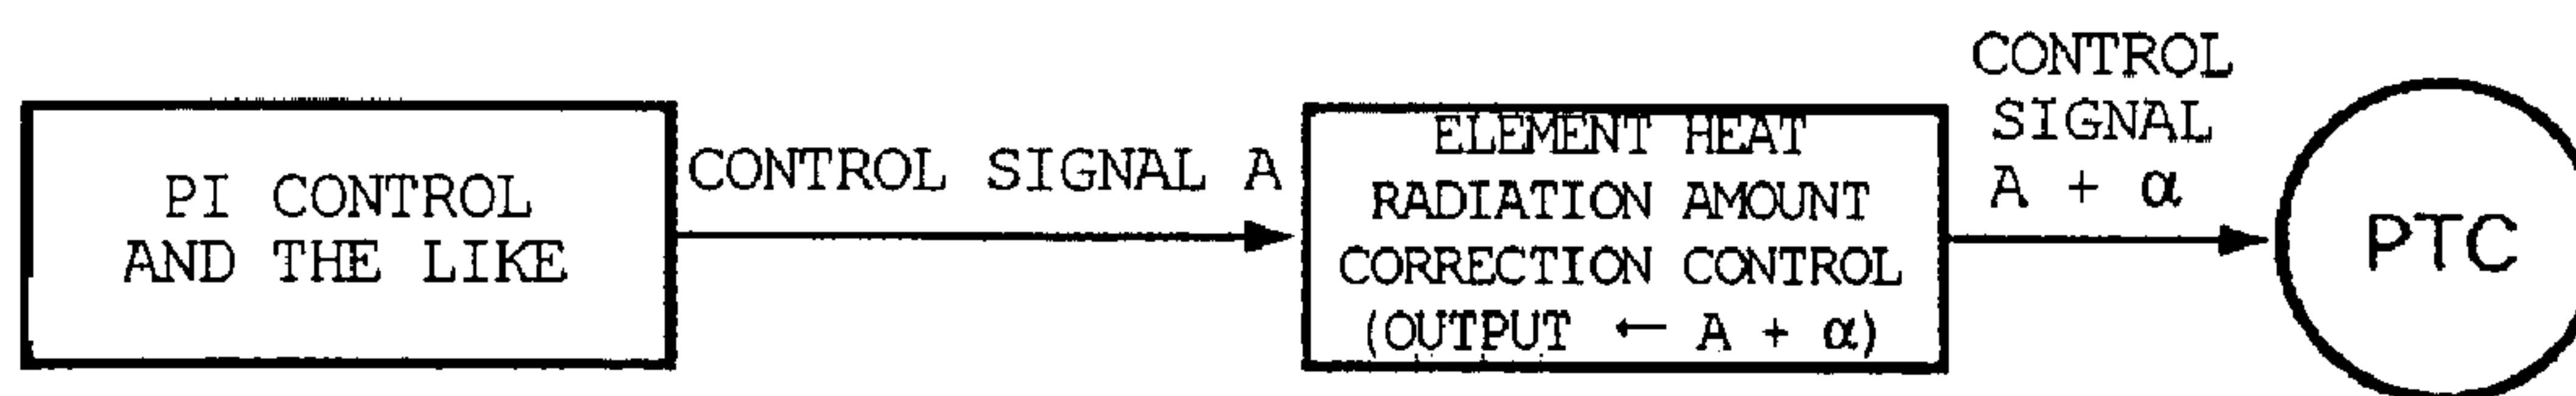 PI CONTROL
AND THE LIKE
CONTROL SIGNAL A
ELEMENT HEAT
RADIATION AMOUNT
CORRECTION CONTROL
(OUTPUT ← A + α)
CONTROL
SIGNAL
A + α
PTC